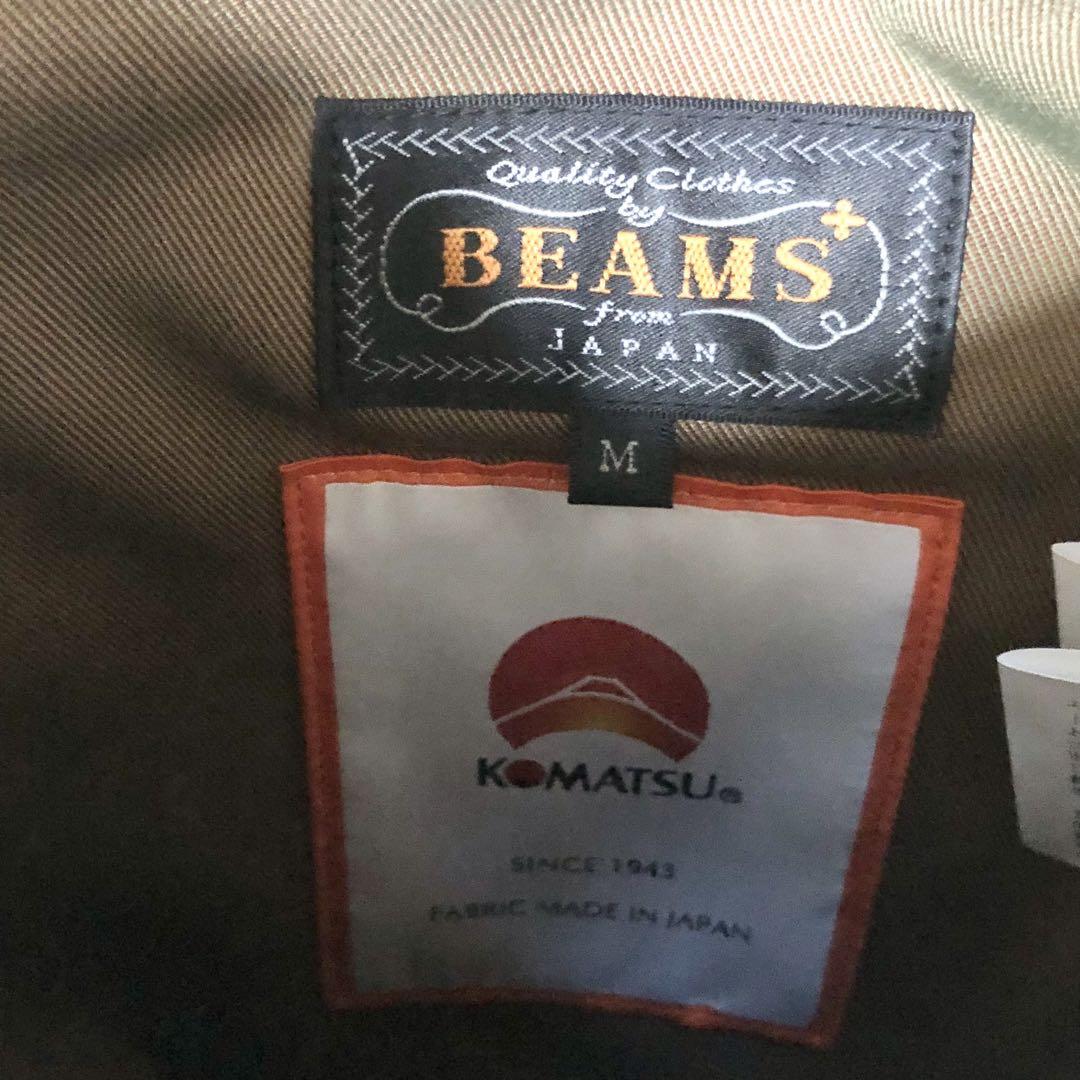 Quality Clothes
by
BEAMS+
from
JAPAN
M
KOMATSU®
SINCE 1943
FABRIC MADE IN JAPAN